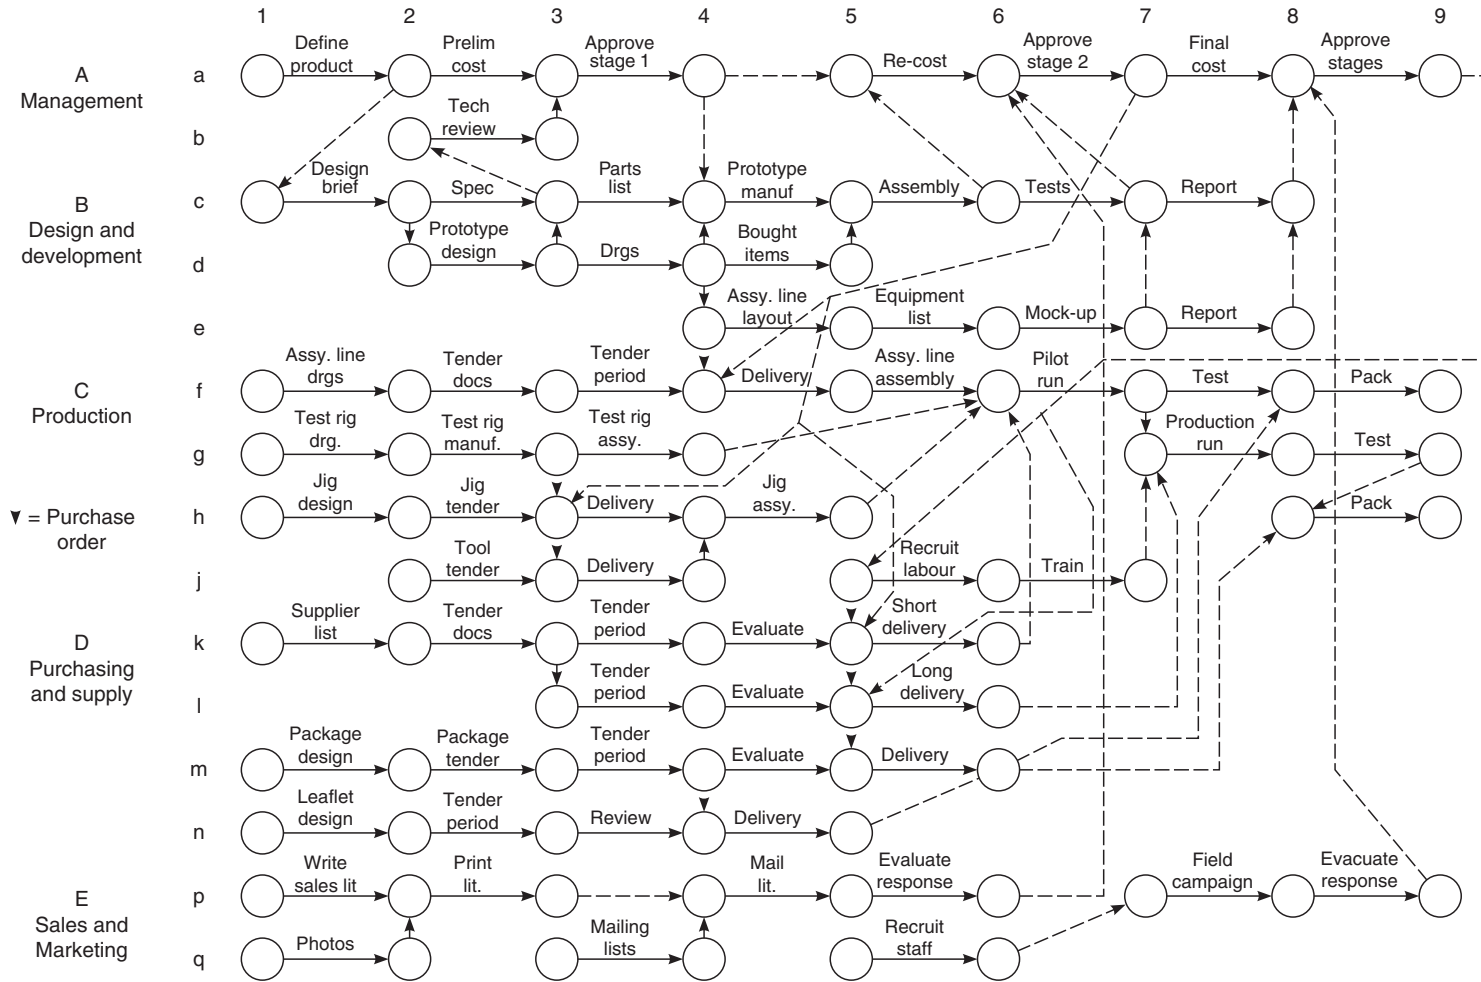 1 2 3 4 5 6 7 8 9
A
Management
a
Define
product
Prelim
cost
Approve
stage 1
Re-cost
Approve
stage 2
Final
cost
Approve
stages
b
Tech
review
B
Design and
development
c
Design
brief
Spec
Parts
list
Prototype
manuf
Assembly
Tests
Report
d
Prototype
design
Drgs
Bought
items
e
Assy. line
layout
Equipment
list
Mock-up
Report
C
Production
f
Assy. line
drgs
Tender
docs
Tender
period
Delivery
Assy. line
assembly
Pilot
run
Test
Pack
g
Test rig
drg.
Test rig
manuf.
Test rig
assy.
Production
run
Test
= Purchase
order
h
Jig
design
Jig
tender
Delivery
Jig
assy.
Pack
j
Tool
tender
Delivery
Recruit
labour
Train
D
Purchasing
and supply
k
Supplier
list
Tender
docs
Tender
period
Evaluate
Short
delivery
l
Tender
period
Evaluate
Long
delivery
m
Package
design
Package
tender
Tender
period
Evaluate
Delivery
n
Leaflet
design
Tender
period
Review
Delivery
E
Sales and
Marketing
p
Write
sales lit
Print
lit.
Mail
lit.
Evaluate
response
Field
campaign
Evacuate
response
q
Photos
Mailing
lists
Recruit
staff